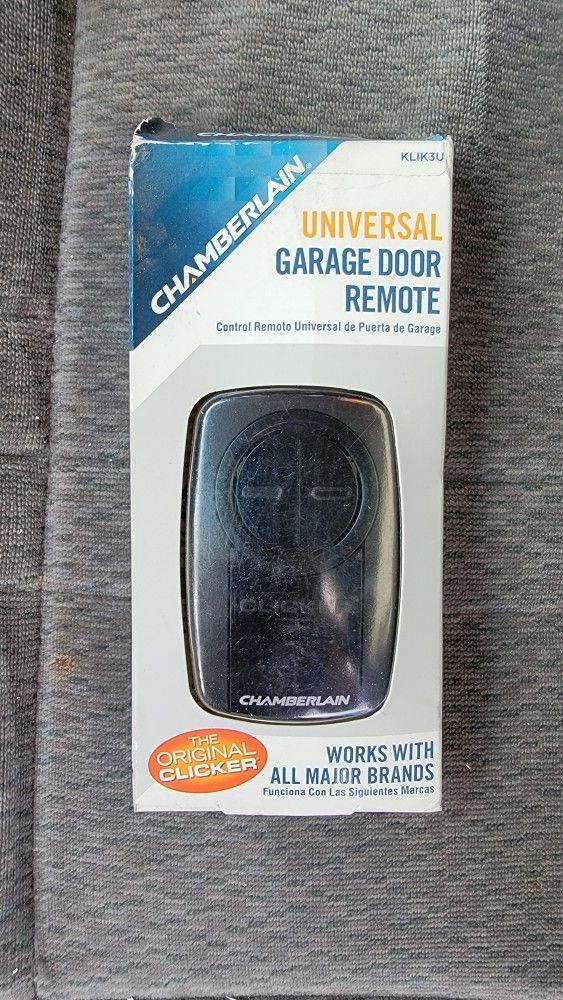 CHAMBERLAIN
KLIK3U
CHAMBERLAIN®
UNIVERSAL
GARAGE DOOR
REMOTE
Control Remoto Universal de Puerta de Garage
CLICKER
CHAMBERLAIN
THE
ORIGINAL
CLICKER
WORKS WITH
ALL MAJOR BRANDS
Funciona Con Las Siguientes Marcas